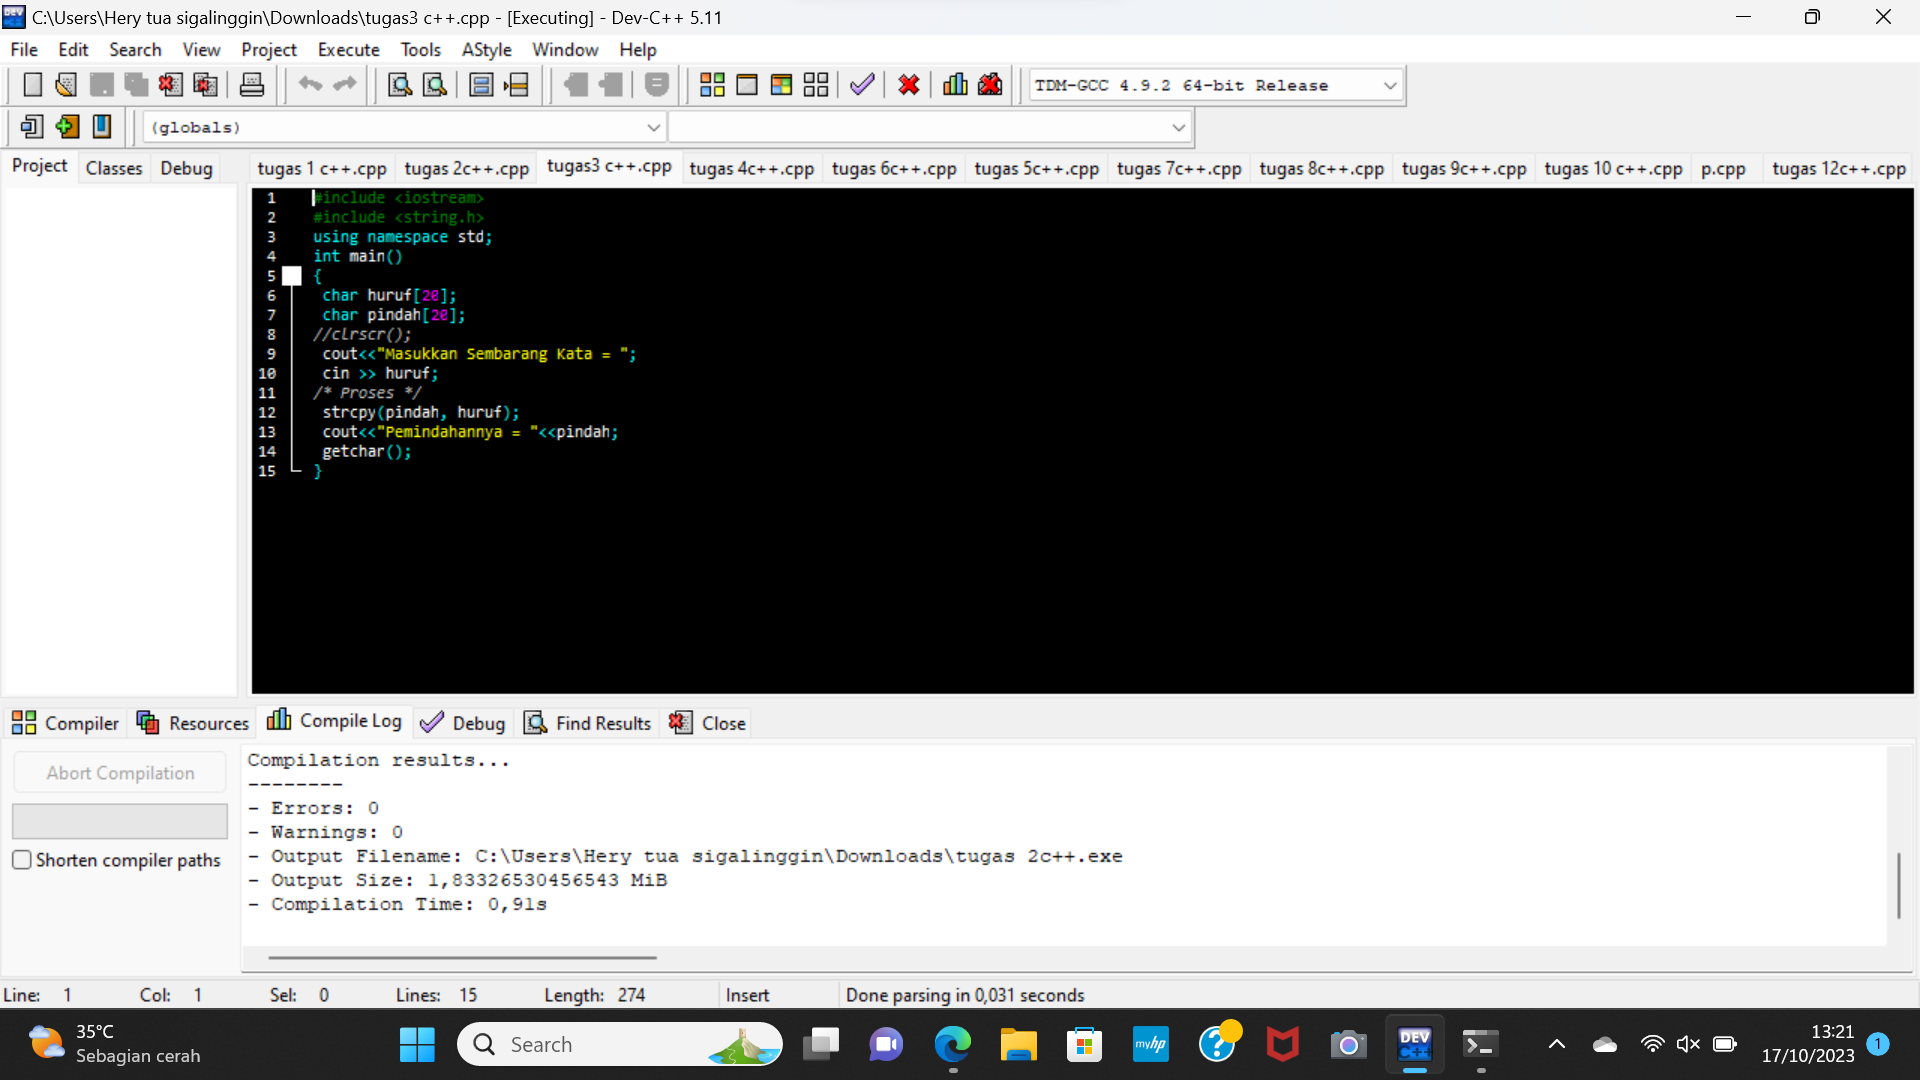 C:\Users\Hery tua sigalinggin\Downloads\tugas3 c++.cpp - [Executing] - Dev-C++ 5.11
File Edit Search View Project Execute Tools AStyle Window Help
TDM-GCC 4.9.2 64-bit Release
(globals)
Project Classes Debug
tugas 1 c++.cpp tugas 2c++.cpp tugas3 c++.cpp tugas 4c++.cpp tugas 6c++.cpp tugas 5c++.cpp tugas 7c++.cpp tugas 8c++.cpp tugas 9c++.cpp tugas 10 c++.cpp p.cpp tugas 12c++.cpp
1 #include <iostream>
2 #include <string.h>
3 using namespace std;
4 int main()
5 {
6 char huruf[20];
7 char pindah[20];
8 //clrscr();
9 cout<<"Masukkan Sembarang Kata = ";
10 cin >> huruf;
11 /* Proses */
12 strcpy(pindah, huruf);
13 cout<<"Pemindahannya = "<<pindah;
14 getchar();
15 }
Compiler Resources Compile Log Debug Find Results Close
Abort Compilation
Shorten compiler paths
Compilation results...
--------
- Errors: 0
- Warnings: 0
- Output Filename: C:\Users\Hery tua sigalinggin\Downloads\tugas 2c++.exe
- Output Size: 1,83326530456543 MiB
- Compilation Time: 0,91s
Line: 1 Col: 1 Sel: 0 Lines: 15 Length: 274 Insert Done parsing in 0,031 seconds
35°C
Sebagian cerah
Search
myhp
DEV
C++
13:21
17/10/2023
1